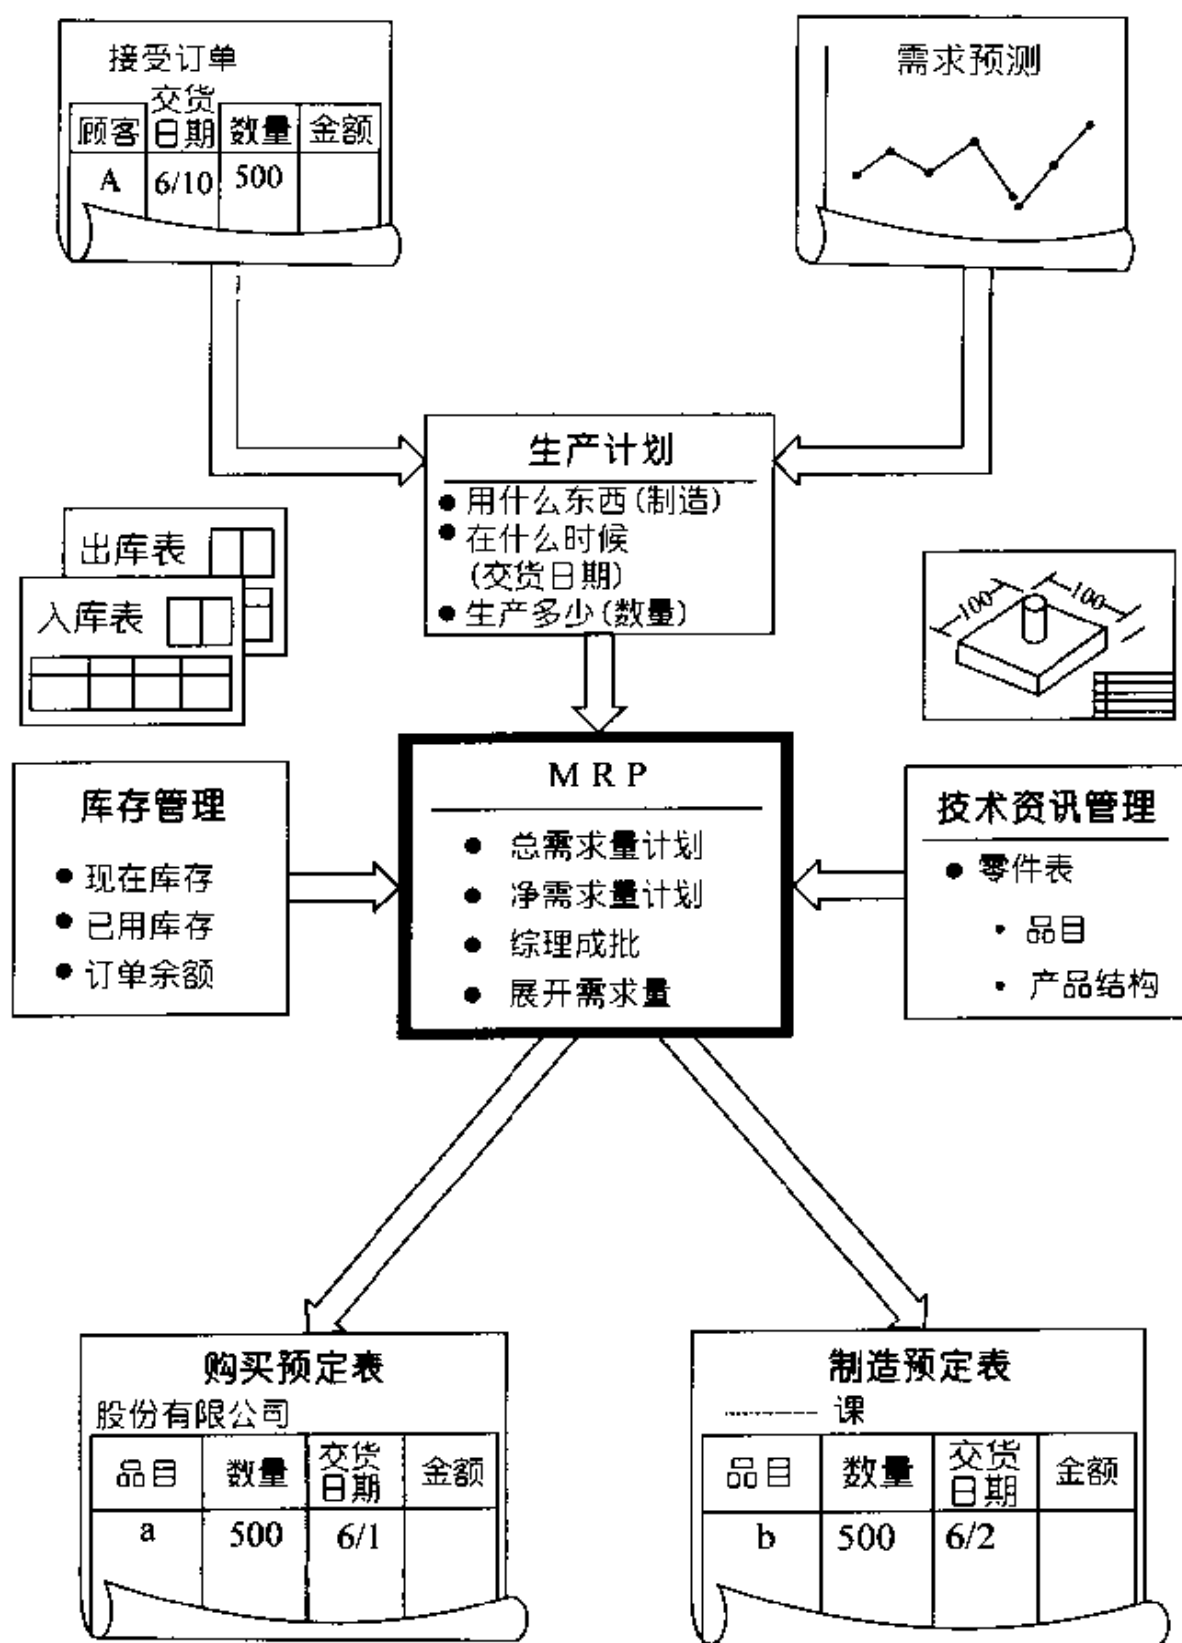 接受订单
顾客 交货日期 数量 金额
A 6/10 500
需求预测
生产计划
● 用什么东西(制造)
● 在什么时候
(交货日期)
● 生产多少(数量)
出库表
入库表
100 100
库存管理
● 现在库存
● 已用库存
● 订单余额
M R P
● 总需求量计划
● 净需求量计划
● 综理成批
● 展开需求量
技术资讯管理
● 零件表
• 品目
• 产品结构
购买预定表
股份有限公司
品目 数量 交货日期 金额
a 500 6/1
制造预定表
课
品目 数量 交货日期 金额
b 500 6/2